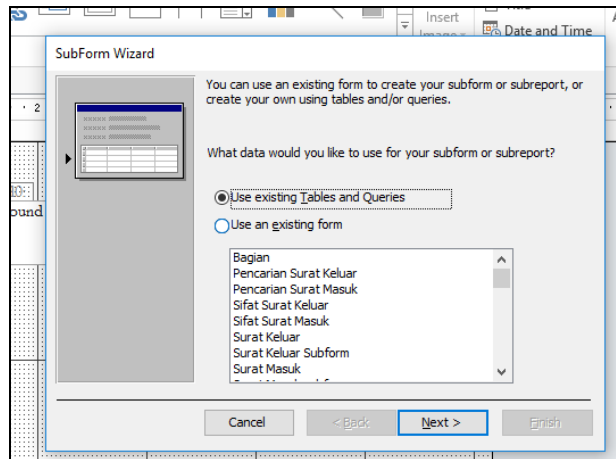 Insert
Date and Time
SubForm Wizard
You can use an existing form to create your subform or subreport, or
create your own using tables and/or queries.
· 2
What data would you like to use for your subform or subreport?
Use existing Tables and Queries
ound
Use an existing form
Bagian
Pencarian Surat Keluar
Pencarian Surat Masuk
Sifat Surat Keluar
Sifat Surat Masuk
Surat Keluar
Surat Keluar Subform
Surat Masuk
Cancel
< Back
Next >
Finish